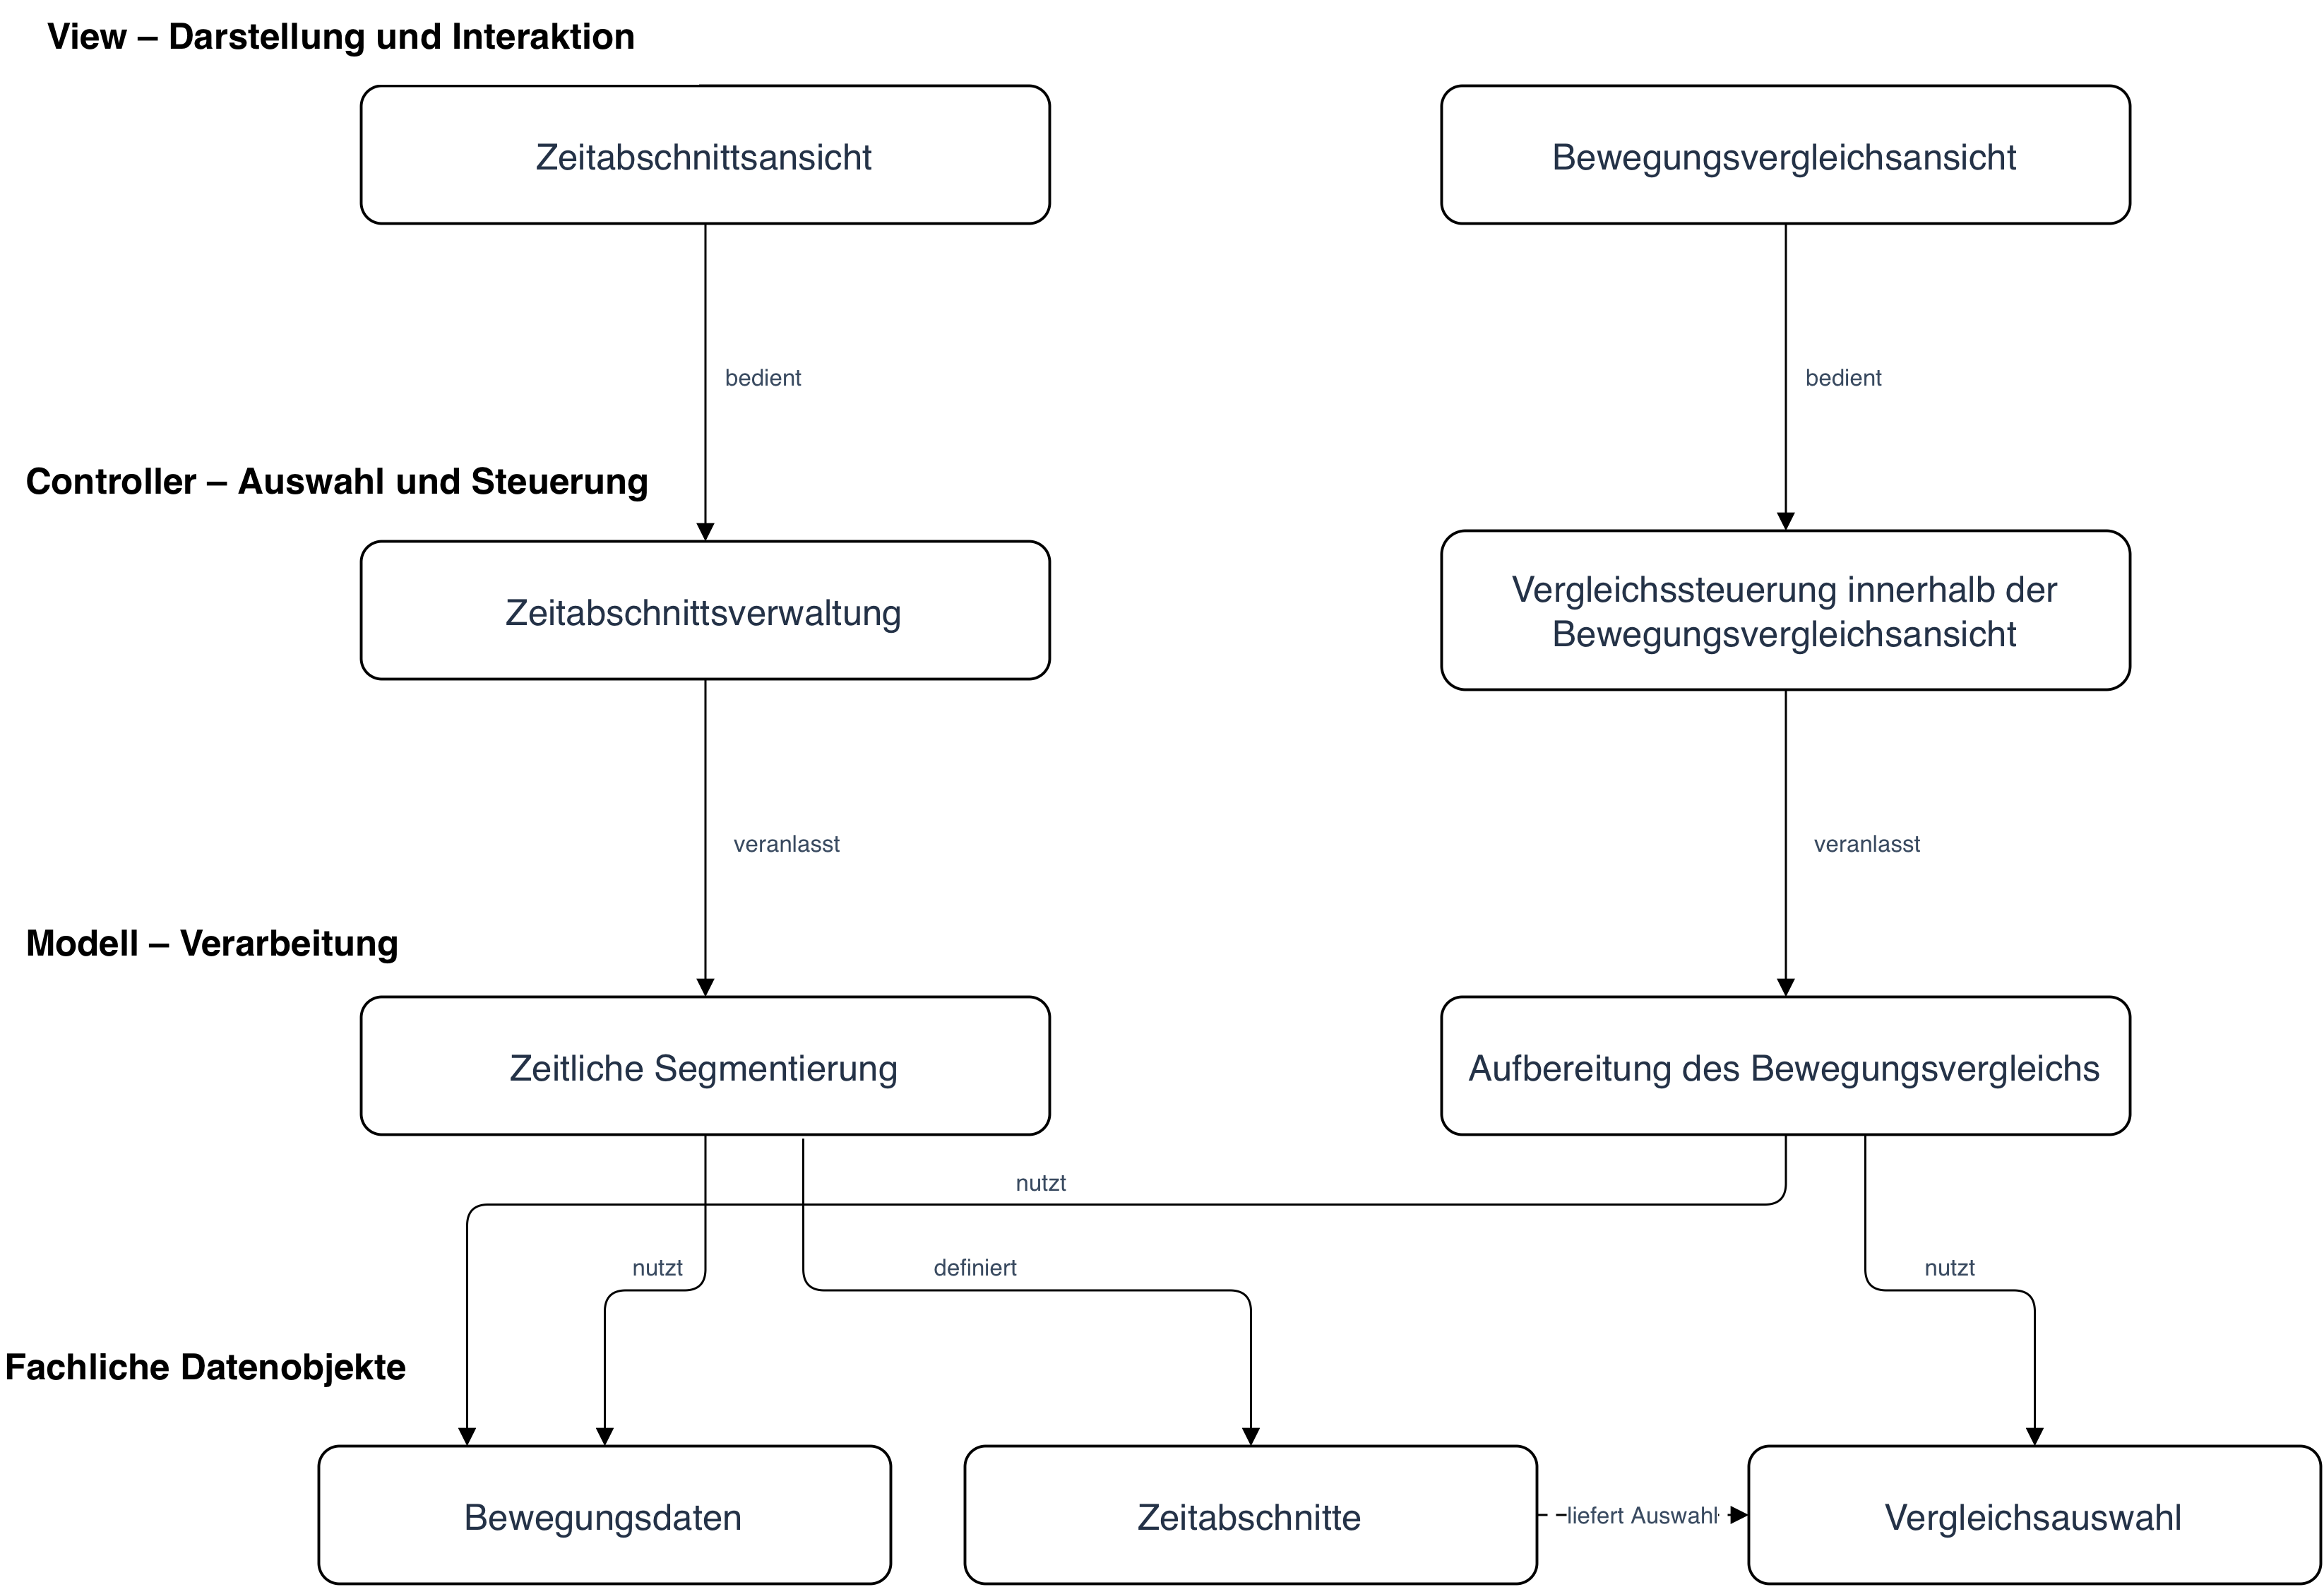 View – Darstellung und Interaktion
Zeitabschnittsansicht
Bewegungsvergleichsansicht
bedient
bedient
Controller – Auswahl und Steuerung
Zeitabschnittsverwaltung
Vergleichssteuerung innerhalb der
Bewegungsvergleichsansicht
veranlasst
veranlasst
Modell – Verarbeitung
Zeitliche Segmentierung
Aufbereitung des Bewegungsvergleichs
nutzt
nutzt
definiert
nutzt
Fachliche Datenobjekte
Bewegungsdaten
Zeitabschnitte
liefert Auswahl
Vergleichsauswahl